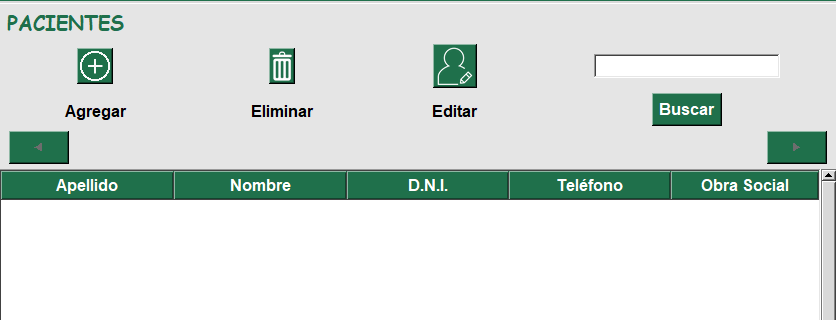 PACIENTES
Agregar
Eliminar
Editar
Buscar
Apellido Nombre D.N.I. Teléfono Obra Social